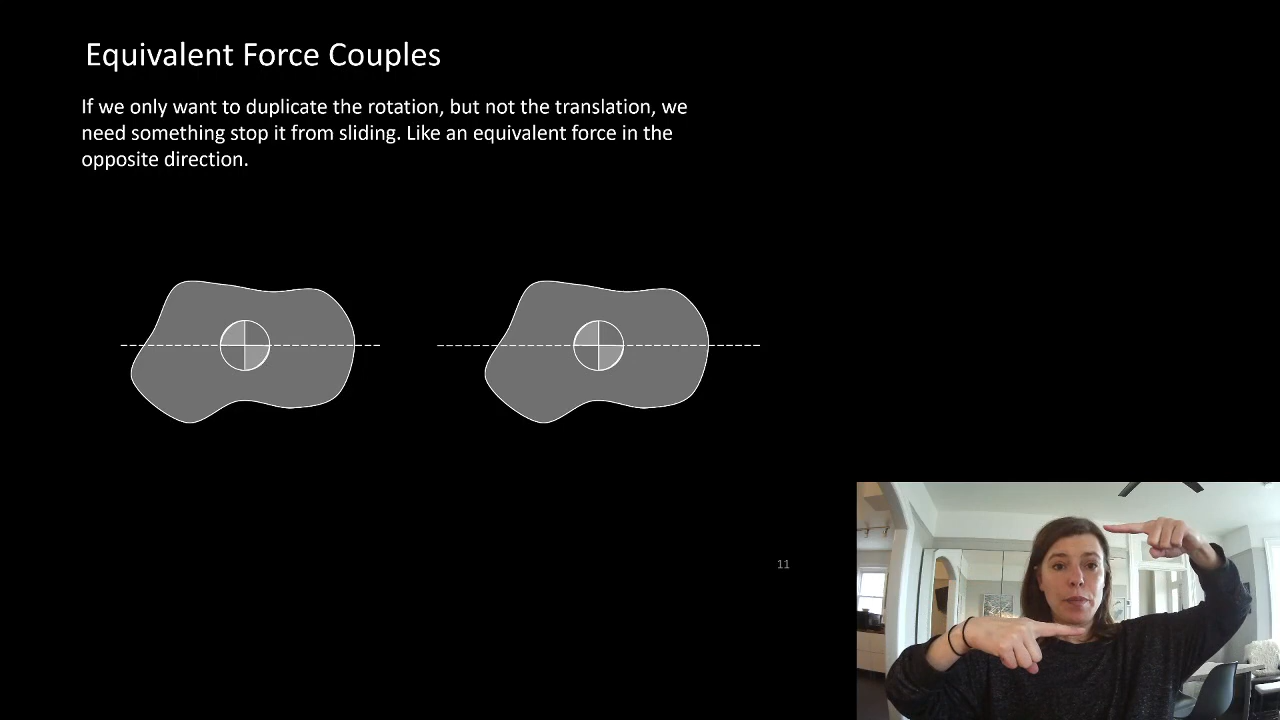 Equivalent Force Couples
If we only want to duplicate the rotation, but not the translation, we
need something stop it from sliding. Like an equivalent force in the
opposite direction.
11